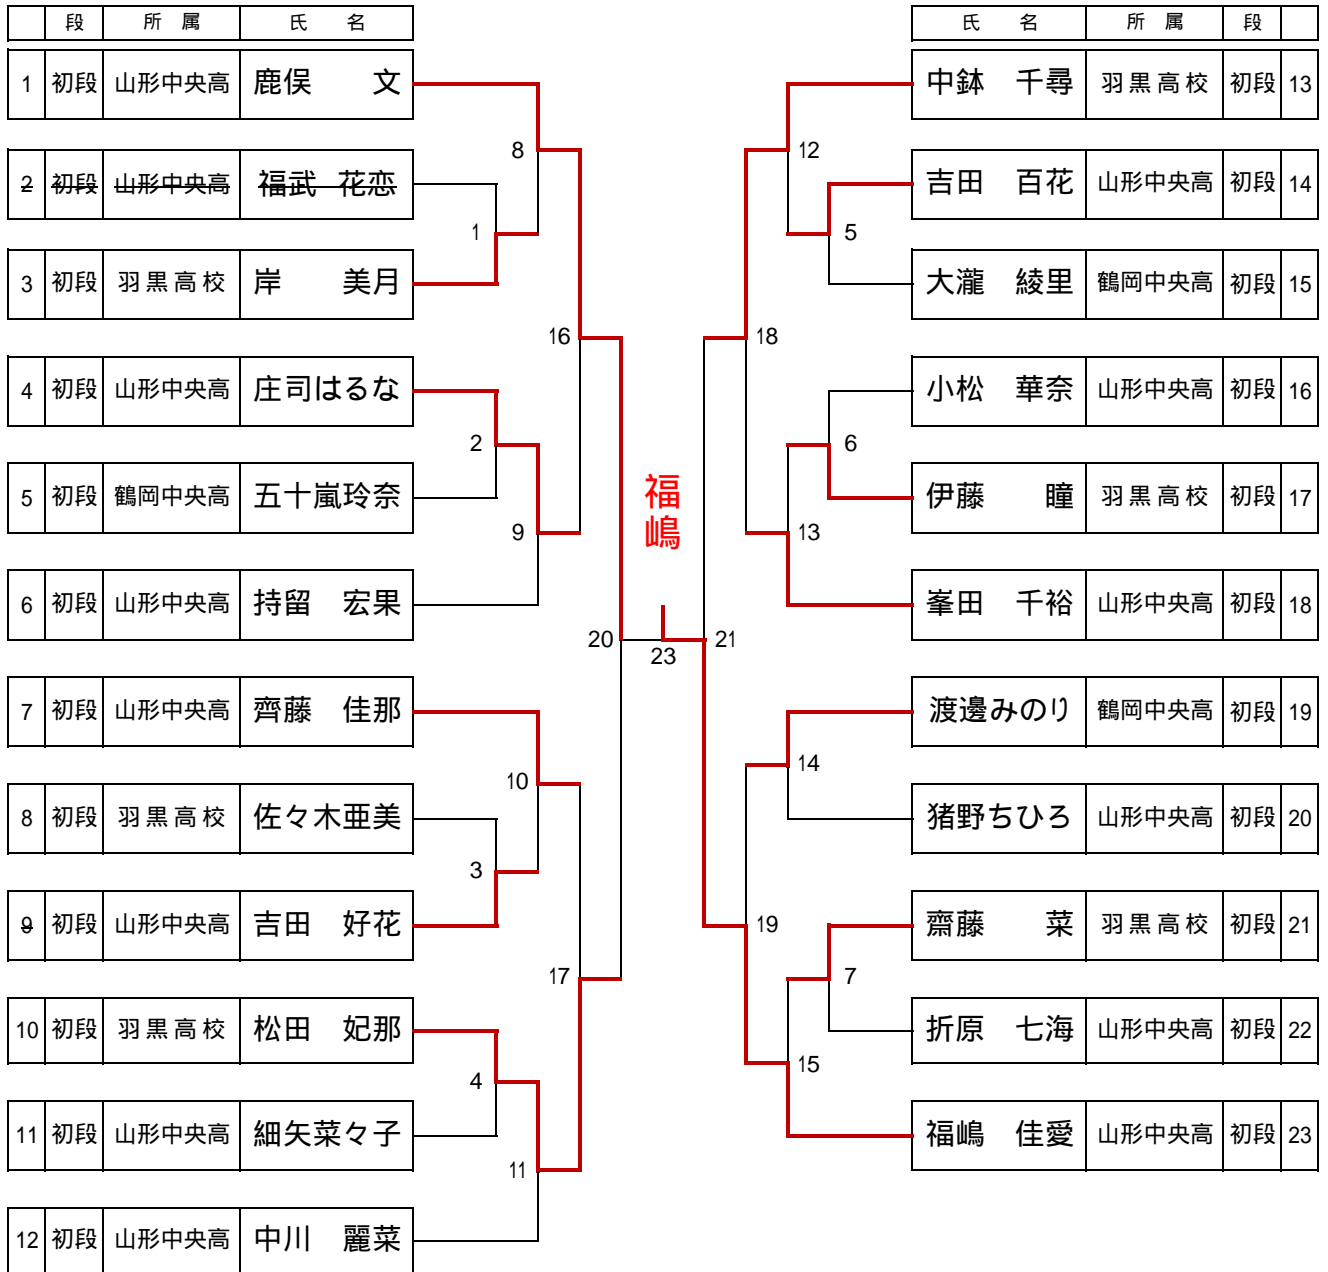 段 所 属 氏 名
1 初段 山形中央高 鹿俣 文
2 初段 山形中央高 福武 花恋
3 初段 羽黒高校 岸 美月
4 初段 山形中央高 庄司はるな
5 初段 鶴岡中央高 五十嵐玲奈
6 初段 山形中央高 持留 宏果
7 初段 山形中央高 齊藤 佳那
8 初段 羽黒高校 佐々木亜美
9 初段 山形中央高 吉田 好花
10 初段 羽黒高校 松田 妃那
11 初段 山形中央高 細矢菜々子
12 初段 山形中央高 中川 麗菜
8
1
16
2
9
20
10
3
17
4
11
福嶋
23
氏 名 所 属 段
中鉢 千尋 羽黒高校 初段 13
吉田 百花 山形中央高 初段 14
大瀧 綾里 鶴岡中央高 初段 15
小松 華奈 山形中央高 初段 16
伊藤 瞳 羽黒高校 初段 17
峯田 千裕 山形中央高 初段 18
渡邊みのり 鶴岡中央高 初段 19
猪野ちひろ 山形中央高 初段 20
齋藤 菜 羽黒高校 初段 21
折原 七海 山形中央高 初段 22
福嶋 佳愛 山形中央高 初段 23
12
5
18
6
13
21
14
19
7
15